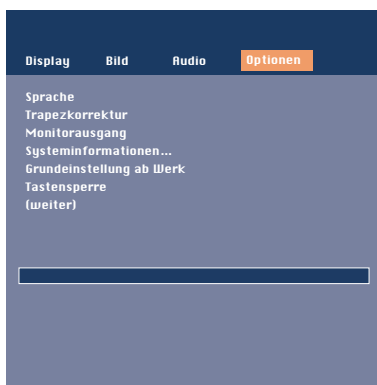 Display Bild Audio Optionen
Sprache
Trapezkorrektur
Monitorausgang
Systeminformationen...
Grundeinstellung ab Werk
Tastensperre
(weiter)